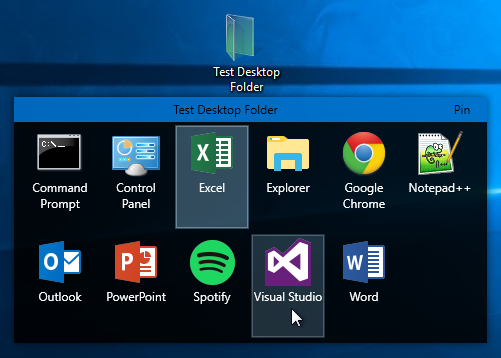 Test Desktop
Folder
Test Desktop Folder Pin
C:\_
Command
Prompt
Control
Panel
Excel
Explorer
Google
Chrome
Notepad++
Outlook
PowerPoint
Spotify
Visual Studio
Word